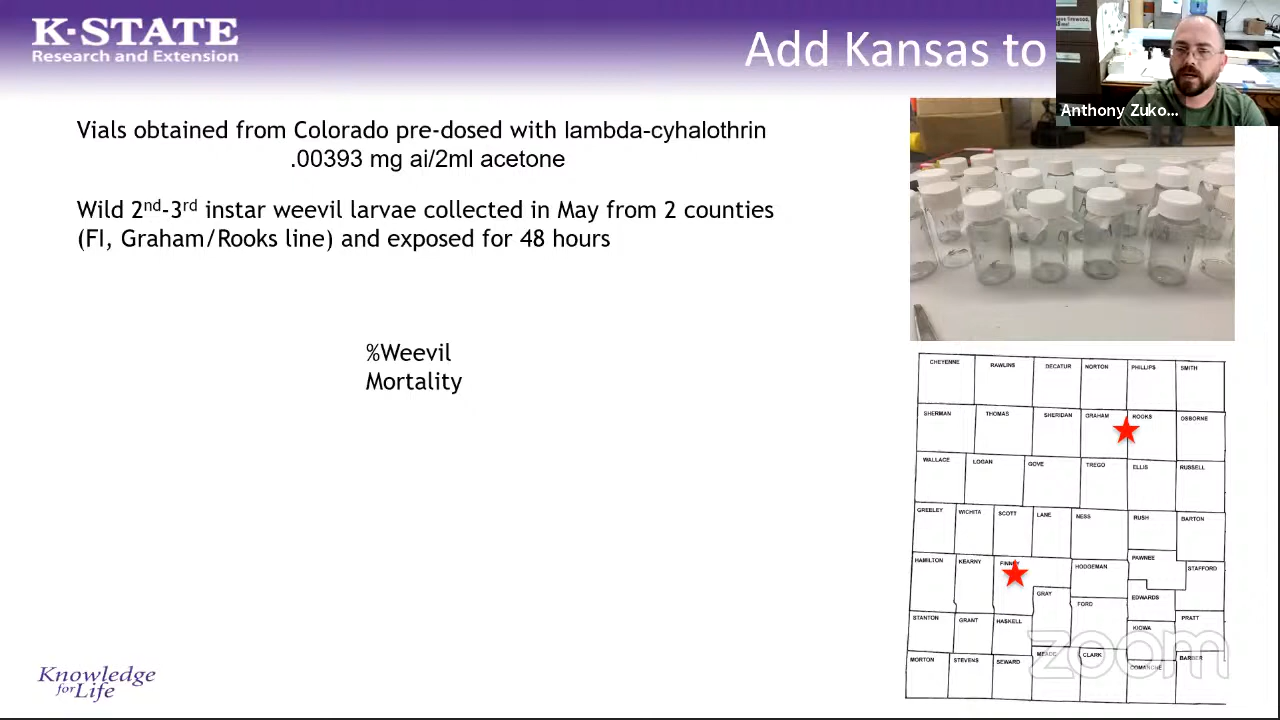 K-STATE
Research and Extension
Add Kansas to
Anthony Zuko...
Vials obtained from Colorado pre-dosed with lambda-cyhalothrin
.00393 mg ai/2ml acetone
Wild 2nd-3rd instar weevil larvae collected in May from 2 counties
(FI, Graham/Rooks line) and exposed for 48 hours
%Weevil
Mortality
CHEYENNE RAWLINS DECATUR NORTON PHILLIPS SMITH
SHERMAN THOMAS SHERIDAN GRAHAM ROOKS OSBORNE
WALLACE LOGAN GOVE TREGO ELLIS RUSSELL
GREELEY WICHITA SCOTT LANE NESS RUSH BARTON
HAMILTON KEARNY HODGEMAN PAWNEE STAFFORD
GRAY FORD EDWARDS
STANTON GRANT HASKELL KIOWA PRATT
MORTON STEVENS SEWARD CLARK COMANCHE BARBER
zoom
Knowledge
for Life